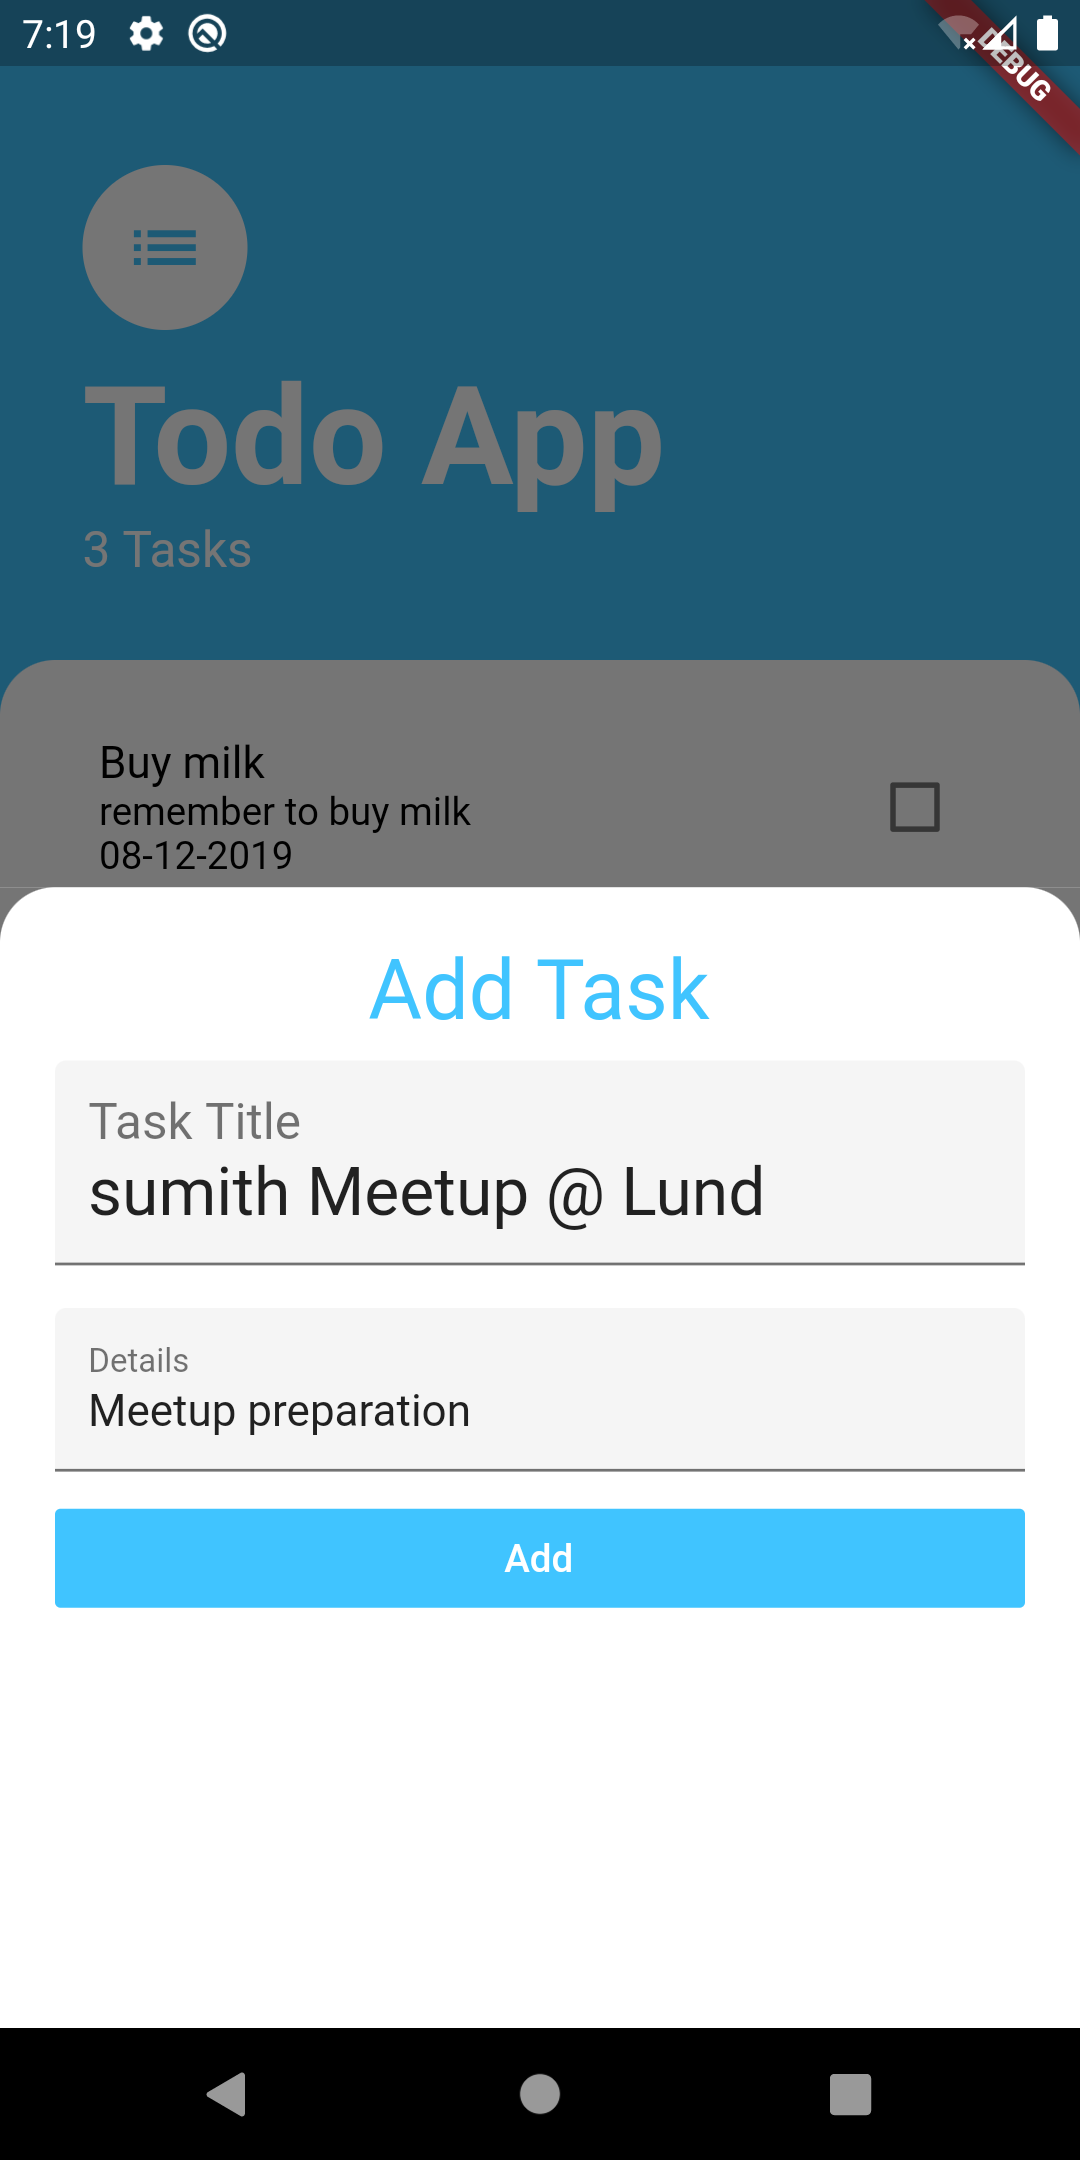 7:19
DEBUG
Todo App
3 Tasks
Buy milk
remember to buy milk
08-12-2019
Add Task
Task Title
sumith Meetup @ Lund
Details
Meetup preparation
Add